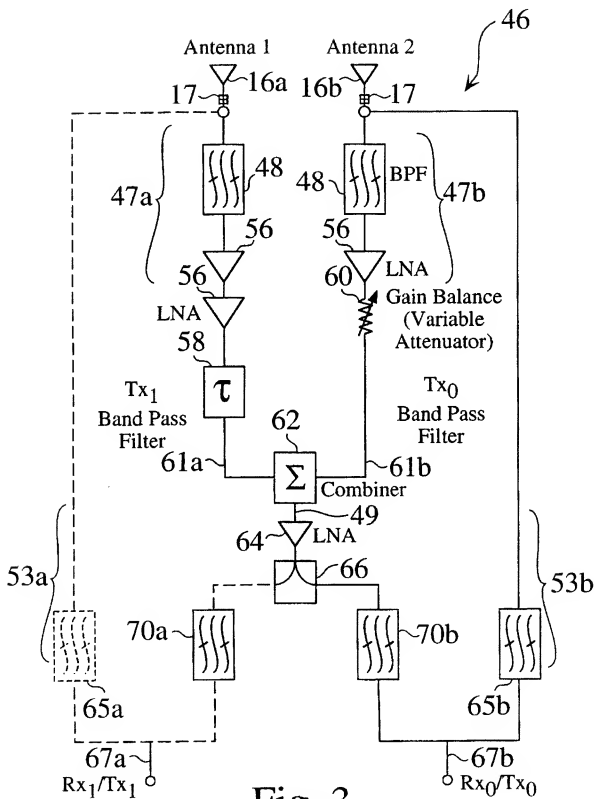 46
Antenna 1
Antenna 2
16a
16b
17
17
47a
48
48
BPF
47b
56
56
LNA
56
60
LNA
Gain Balance
(Variable
Attenuator)
58
τ
Tx1
Band Pass
Filter
Tx0
Band Pass
Filter
62
61a
Σ
61b
Combiner
49
64
LNA
53a
66
53b
70a
70b
65a
65b
67a
67b
Rx1/Tx1
Rx0/Tx0